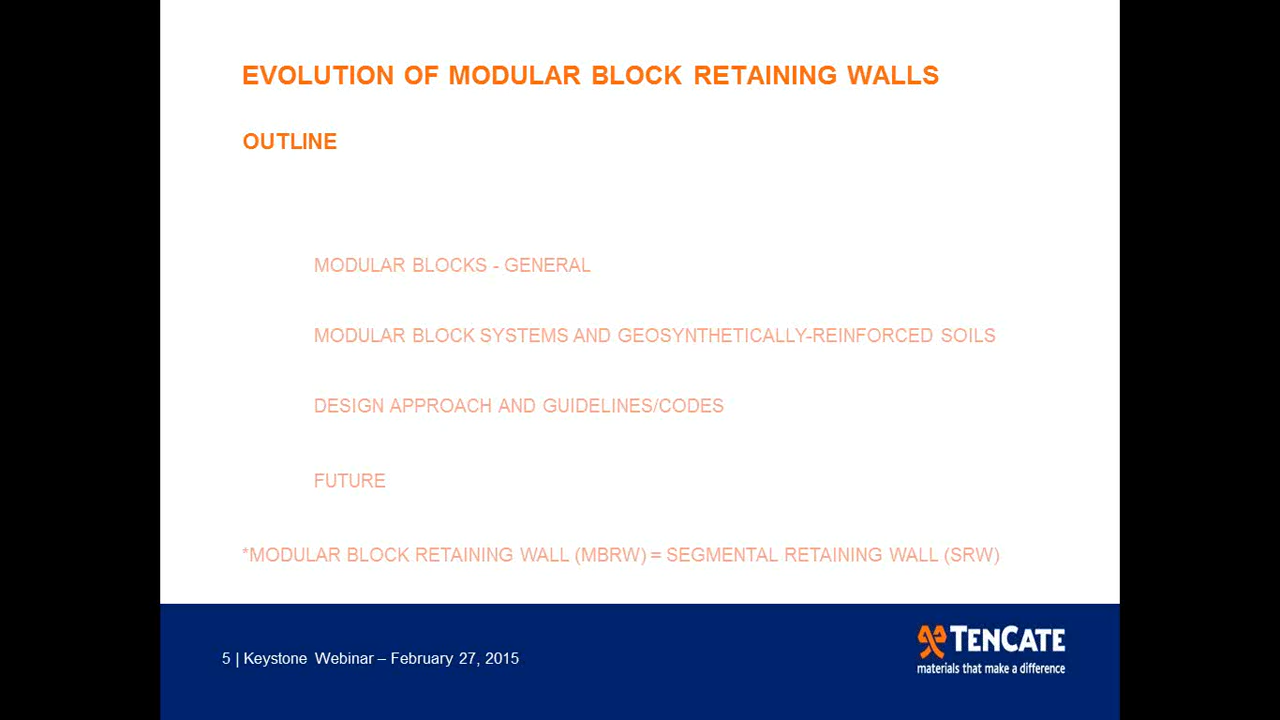 EVOLUTION OF MODULAR BLOCK RETAINING WALLS
OUTLINE
MODULAR BLOCKS - GENERAL
MODULAR BLOCK SYSTEMS AND GEOSYNTHETICALLY-REINFORCED SOILS
DESIGN APPROACH AND GUIDELINES/CODES
FUTURE
*MODULAR BLOCK RETAINING WALL (MBRW) = SEGMENTAL RETAINING WALL (SRW)
5 | Keystone Webinar – February 27, 2015
TENCATE
materials that make a difference